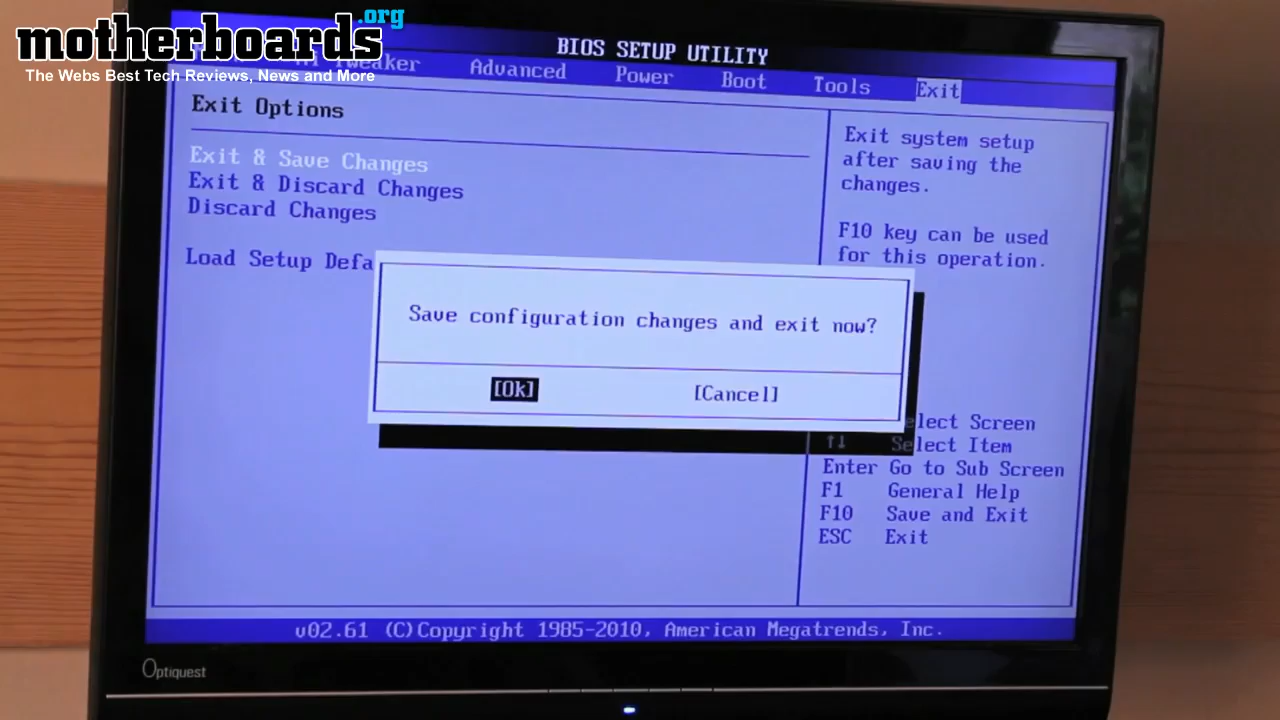 motherboards.org
The Webs Best Tech Reviews, News and More
BIOS SETUP UTILITY
Tweaker Advanced Power Boot Tools Exit
Exit Options
Exit & Save Changes
Exit & Discard Changes
Discard Changes
Load Setup Defa
Exit system setup
after saving the
changes.
F10 key can be used
for this operation.
Save configuration changes and exit now?
[Ok] [Cancel]
elect Screen
↑↓ Select Item
Enter Go to Sub Screen
F1 General Help
F10 Save and Exit
ESC Exit
v02.61 (C)Copyright 1985-2010, American Megatrends, Inc.
Optiquest